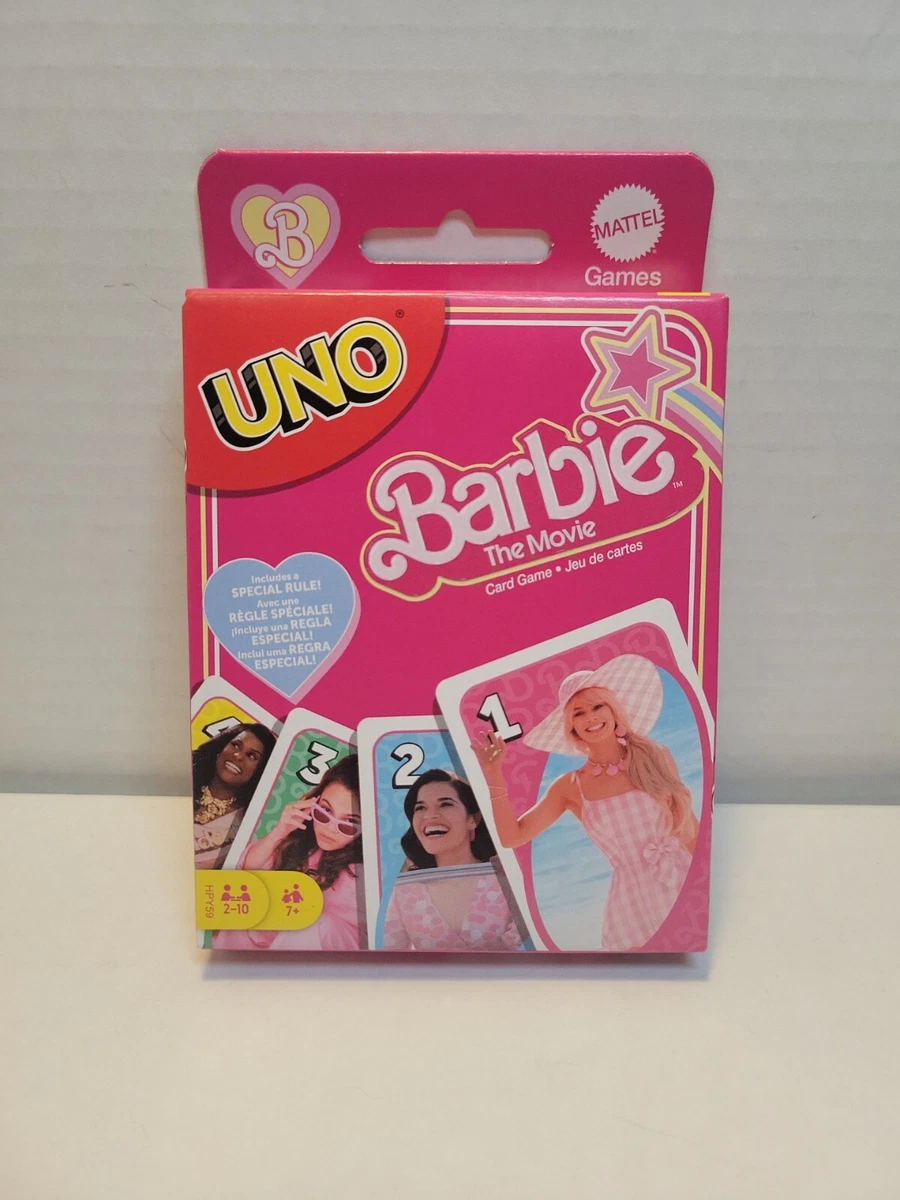 B
MATTEL
Games
UNO®
Barbie™
The Movie
Card Game • Jeu de cartes
Includes a
SPECIAL RULE!
Avec une
RÈGLE SPÉCIALE!
¡Incluye una REGLA
ESPECIAL!
Inclui uma REGRA
ESPECIAL!
3
2
1
HPY59
2-10
7+